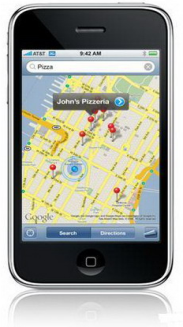 AT&T 9:42 AM
Pizza
John's Pizzeria
Google
Search Directions